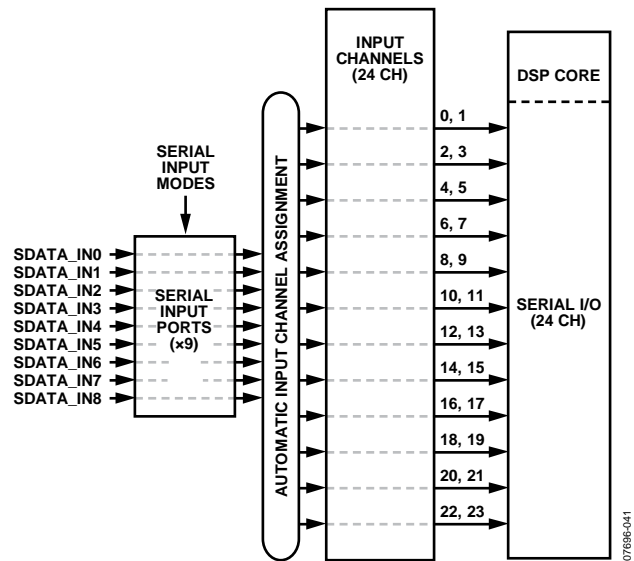 INPUT
CHANNELS
(24 CH)
DSP CORE
SERIAL
INPUT
MODES
SDATA_IN0
SDATA_IN1
SDATA_IN2
SDATA_IN3
SDATA_IN4
SDATA_IN5
SDATA_IN6
SDATA_IN7
SDATA_IN8
SERIAL
INPUT
PORTS
(×9)
AUTOMATIC INPUT CHANNEL ASSIGNMENT
0, 1
2, 3
4, 5
6, 7
8, 9
10, 11
12, 13
14, 15
16, 17
18, 19
20, 21
22, 23
SERIAL I/O
(24 CH)
07696-041